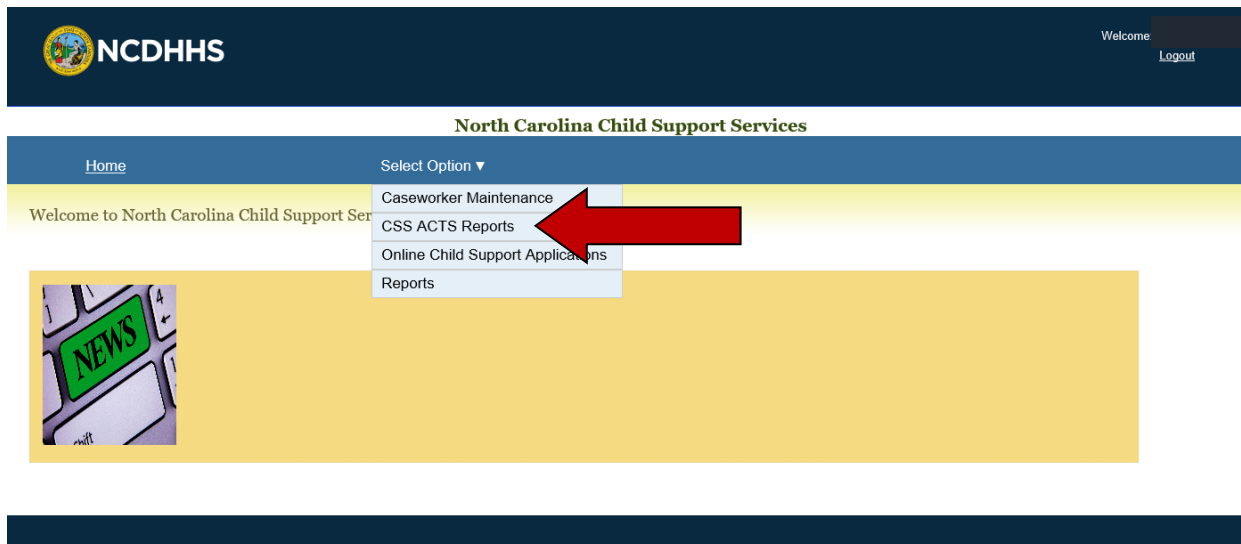 NCDHHS
Welcome:
Logout
North Carolina Child Support Services
Home
Select Option ▼
Caseworker Maintenance
Welcome to North Carolina Child Support Ser
CSS ACTS Reports
Online Child Support Applications
Reports
4
NEWS
shift